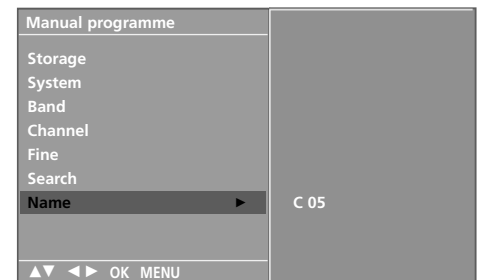 Manual programme
Storage
System
Band
Channel
Fine
Search
Name ► C 05
▲▼ ◄► OK MENU